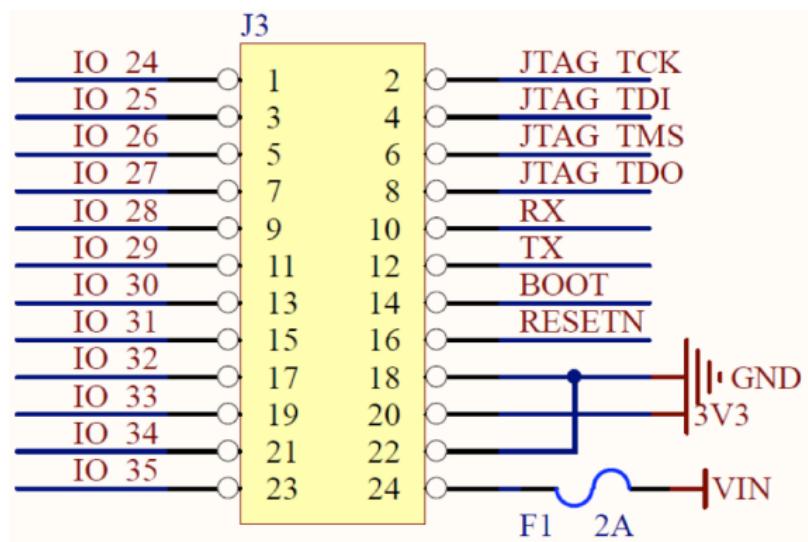 J3
IO 24 1 2 JTAG TCK
IO 25 3 4 JTAG TDI
IO 26 5 6 JTAG TMS
IO 27 7 8 JTAG TDO
IO 28 9 10 RX
IO 29 11 12 TX
IO 30 13 14 BOOT
IO 31 15 16 RESETN
IO 32 17 18 GND
IO 33 19 20 3V3
IO 34 21 22
IO 35 23 24 VIN
F1 2A